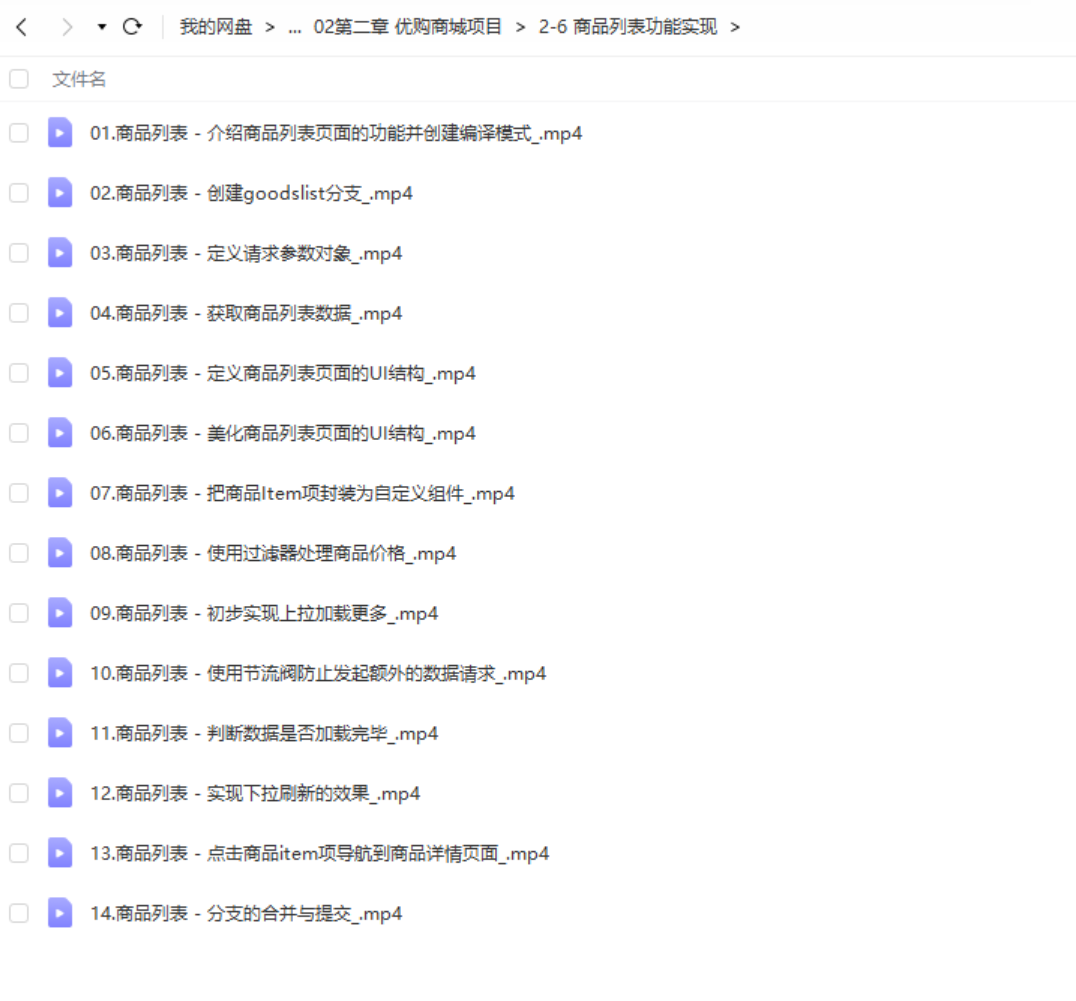 我的网盘 > ... 02第二章 优购商城项目 > 2-6 商品列表功能实现 >
文件名
01.商品列表 - 介绍商品列表页面的功能并创建编译模式_.mp4
02.商品列表 - 创建goodslist分支_.mp4
03.商品列表 - 定义请求参数对象_.mp4
04.商品列表 - 获取商品列表数据_.mp4
05.商品列表 - 定义商品列表页面的UI结构_.mp4
06.商品列表 - 美化商品列表页面的UI结构_.mp4
07.商品列表 - 把商品Item项封装为自定义组件_.mp4
08.商品列表 - 使用过滤器处理商品价格_.mp4
09.商品列表 - 初步实现上拉加载更多_.mp4
10.商品列表 - 使用节流阀防止发起额外的数据请求_.mp4
11.商品列表 - 判断数据是否加载完毕_.mp4
12.商品列表 - 实现下拉刷新的效果_.mp4
13.商品列表 - 点击商品item项导航到商品详情页面_.mp4
14.商品列表 - 分支的合并与提交_.mp4